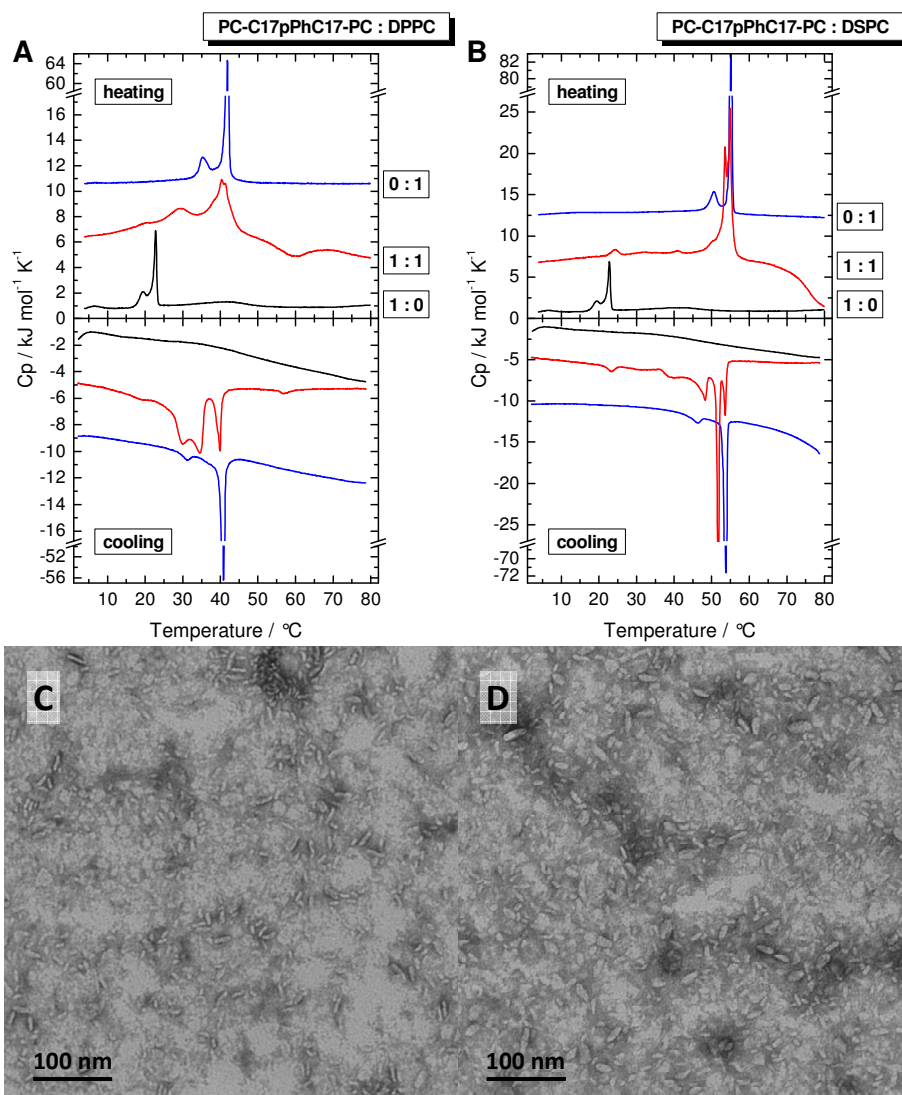 PC-C17pPhC17-PC : DPPC
A
64
60
16
14
12
10
8
6
4
2
0
heating
0 : 1
1 : 1
1 : 0
Cp / kJ mol⁻¹ K⁻¹
-2
-4
-6
-8
-10
-12
-14
-16
-52
-56
cooling
10 20 30 40 50 60 70 80
Temperature / °C
PC-C17pPhC17-PC : DSPC
B
82
80
25
20
15
10
5
0
heating
0 : 1
1 : 1
1 : 0
Cp / kJ mol⁻¹ K⁻¹
-5
-10
-15
-20
-25
-70
-72
cooling
10 20 30 40 50 60 70 80
Temperature / °C
C
100 nm
D
100 nm